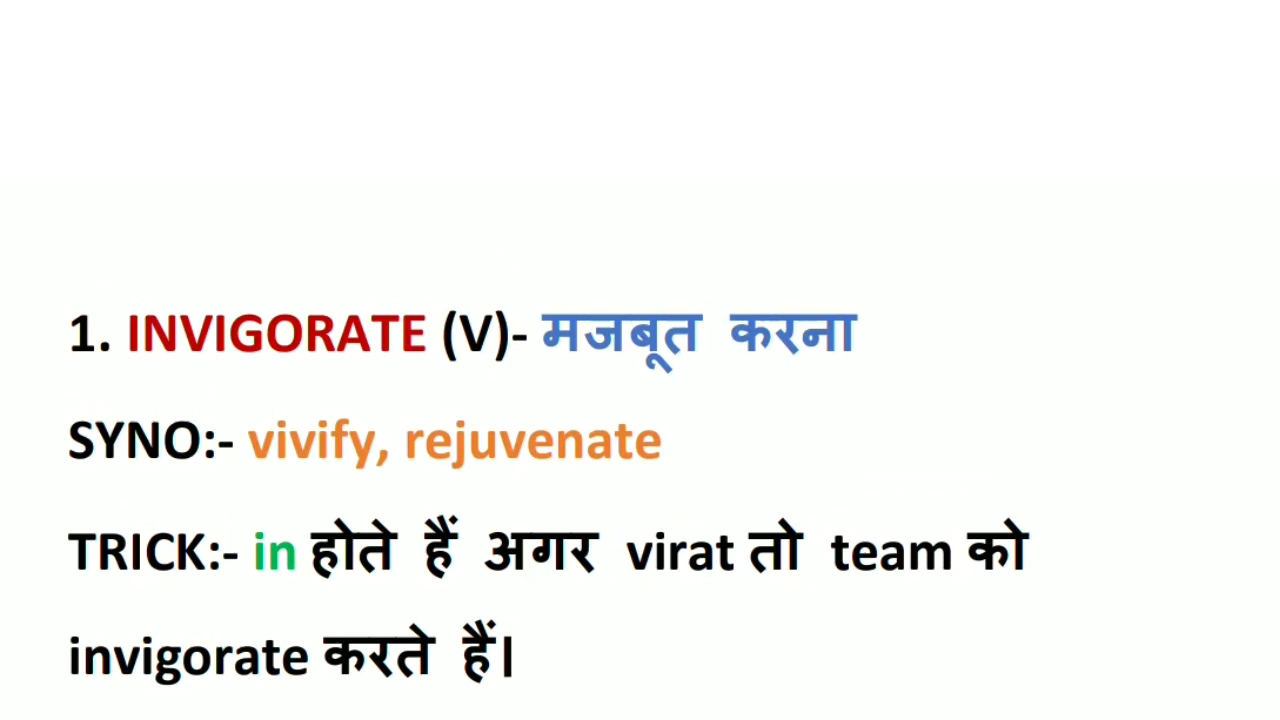 1. INVIGORATE (V)- मजबूत करना
SYNO:- vivify, rejuvenate
TRICK:- in होते हैं अगर virat तो team को
invigorate करते हैं।